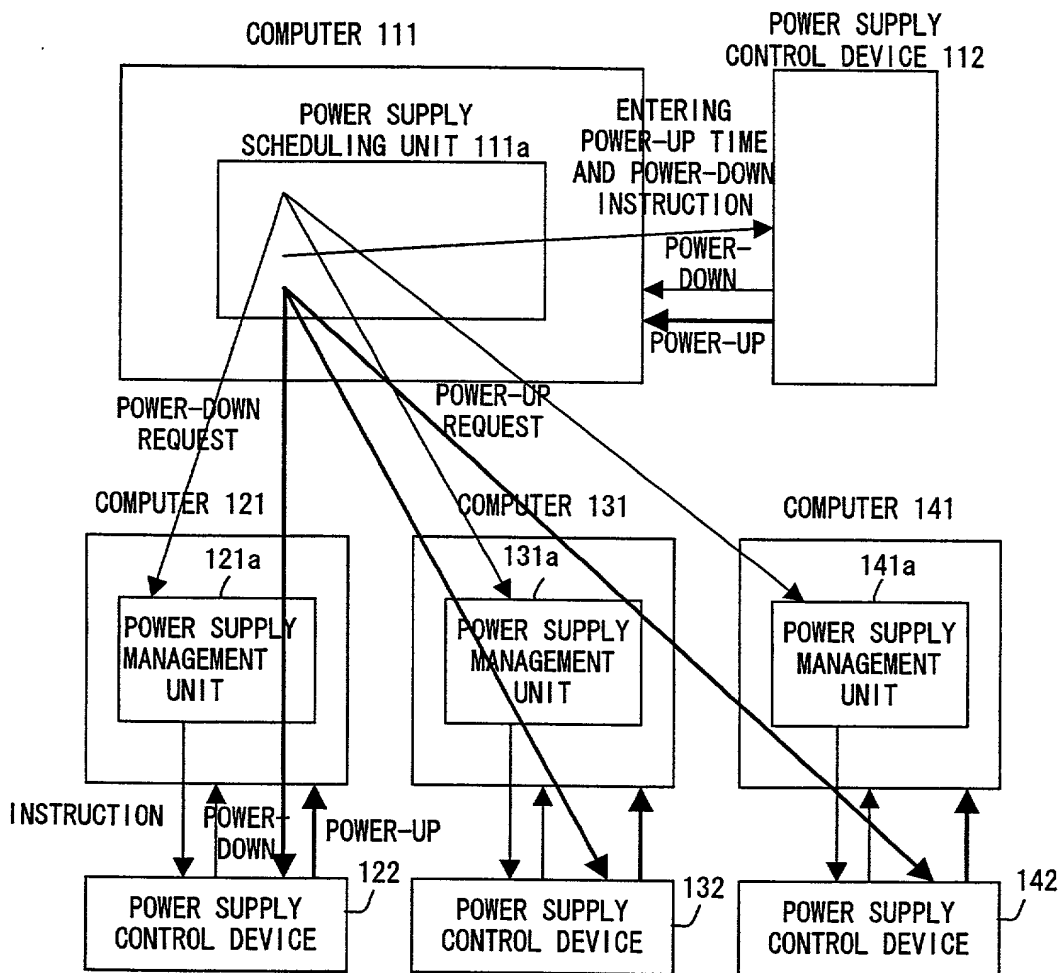 COMPUTER 111
POWER SUPPLY
CONTROL DEVICE 112
POWER SUPPLY
SCHEDULING UNIT 111a
ENTERING
POWER-UP TIME
AND POWER-DOWN
INSTRUCTION
POWER-
DOWN
POWER-UP
POWER-DOWN
REQUEST
POWER-UP
REQUEST
COMPUTER 121
COMPUTER 131
COMPUTER 141
121a
131a
141a
POWER SUPPLY
MANAGEMENT
UNIT
POWER SUPPLY
MANAGEMENT
UNIT
POWER SUPPLY
MANAGEMENT
UNIT
INSTRUCTION
POWER-
DOWN
POWER-UP
122
132
142
POWER SUPPLY
CONTROL DEVICE
POWER SUPPLY
CONTROL DEVICE
POWER SUPPLY
CONTROL DEVICE